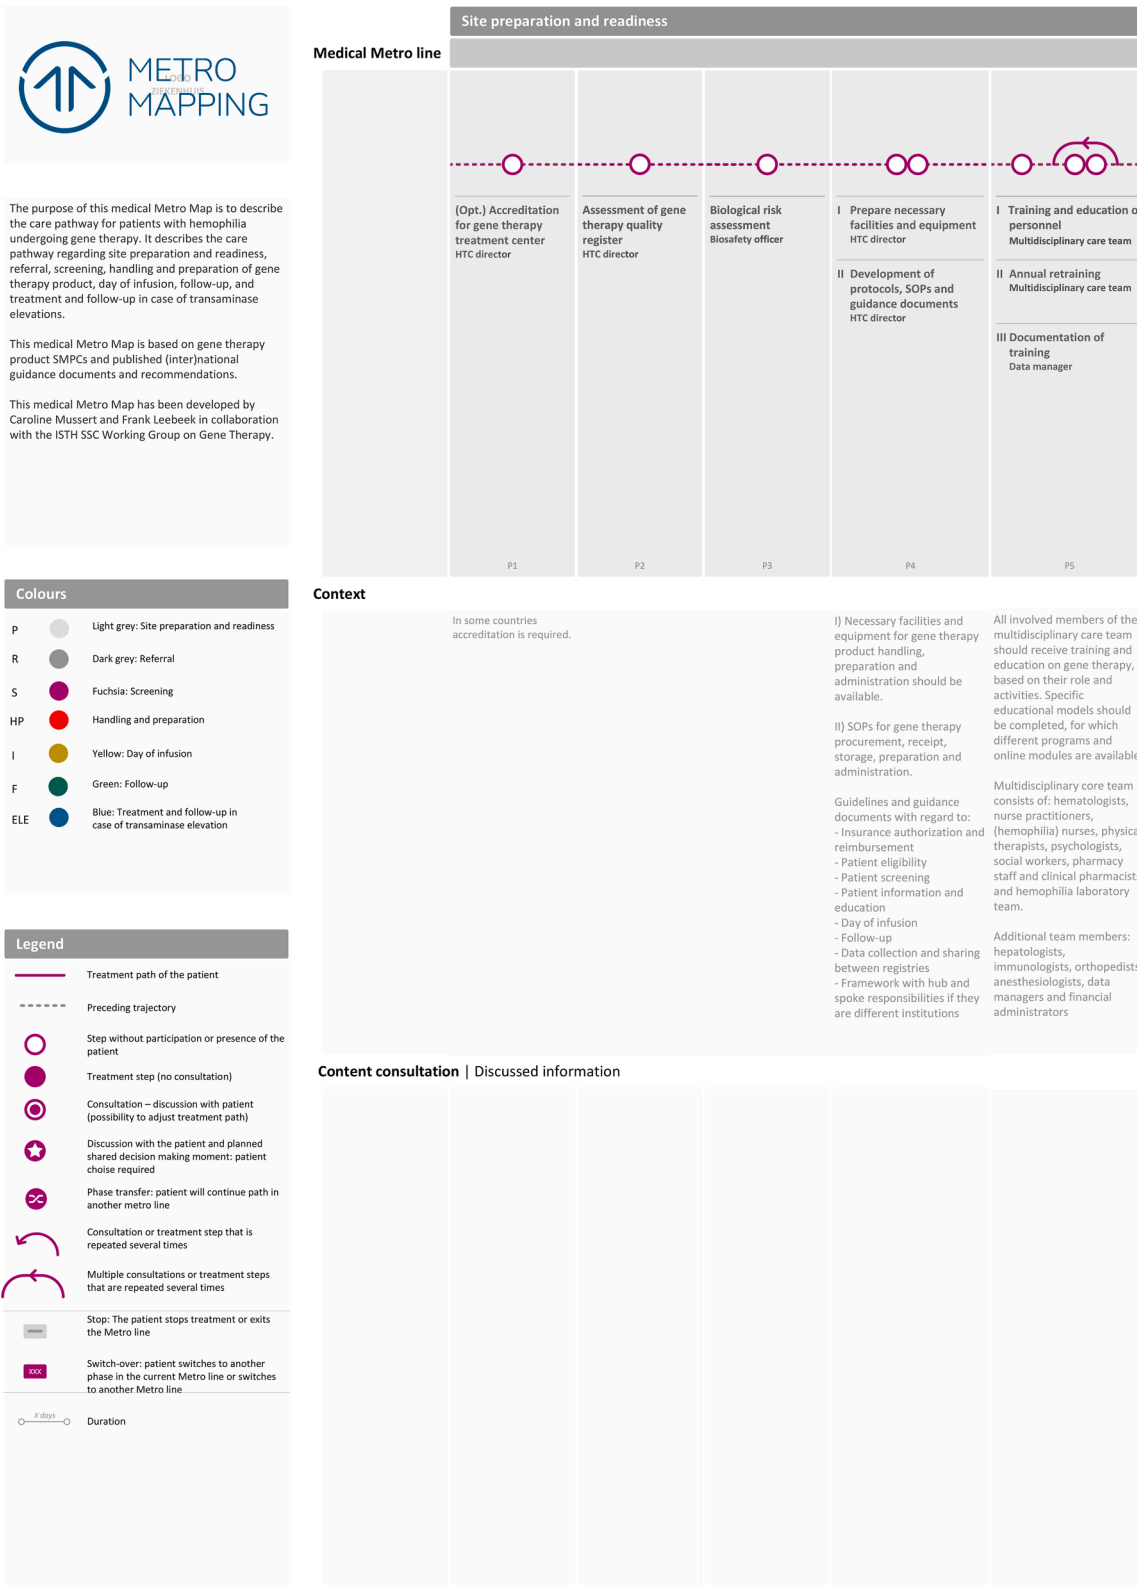 METRO
MAPPING
LOGO
ZIEKENHUIS
The purpose of this medical Metro Map is to describe
the care pathway for patients with hemophilia
undergoing gene therapy. It describes the care
pathway regarding site preparation and readiness,
referral, screening, handling and preparation of gene
therapy product, day of infusion, follow-up, and
treatment and follow-up in case of transaminase
elevations.
This medical Metro Map is based on gene therapy
product SMPCs and published (inter)national
guidance documents and recommendations.
This medical Metro Map has been developed by
Caroline Mussert and Frank Leebeek in collaboration
with the ISTH SSC Working Group on Gene Therapy.
Colours
P Light grey: Site preparation and readiness
R Dark grey: Referral
S Fuchsia: Screening
HP Handling and preparation
I Yellow: Day of infusion
F Green: Follow-up
ELE Blue: Treatment and follow-up in
case of transaminase elevation
Legend
Treatment path of the patient
Preceding trajectory
Step without participation or presence of the
patient
Treatment step (no consultation)
Consultation – discussion with patient
(possibility to adjust treatment path)
Discussion with the patient and planned
shared decision making moment: patient
choise required
Phase transfer: patient will continue path in
another metro line
Consultation or treatment step that is
repeated several times
Multiple consultations or treatment steps
that are repeated several times
Stop: The patient stops treatment or exits
the Metro line
XXX
Switch-over: patient switches to another
phase in the current Metro line or switches
to another Metro line
X days
Duration
Site preparation and readiness
Medical Metro line
(Opt.) Accreditation
for gene therapy
treatment center
HTC director
P1
Assessment of gene
therapy quality
register
HTC director
P2
Biological risk
assessment
Biosafety officer
P3
I Prepare necessary
facilities and equipment
HTC director
II Development of
protocols, SOPs and
guidance documents
HTC director
P4
I Training and education o
personnel
Multidisciplinary care team
II Annual retraining
Multidisciplinary care team
III Documentation of
training
Data manager
P5
Context
In some countries
accreditation is required.
I) Necessary facilities and
equipment for gene therapy
product handling,
preparation and
administration should be
available.
II) SOPs for gene therapy
procurement, receipt,
storage, preparation and
administration.
Guidelines and guidance
documents with regard to:
- Insurance authorization and
reimbursement
- Patient eligibility
- Patient screening
- Patient information and
education
- Day of infusion
- Follow-up
- Data collection and sharing
between registries
- Framework with hub and
spoke responsibilities if they
are different institutions
All involved members of the
multidisciplinary care team
should receive training and
education on gene therapy,
based on their role and
activities. Specific
educational models should
be completed, for which
different programs and
online modules are available
Multidisciplinary core team
consists of: hematologists,
nurse practitioners,
(hemophilia) nurses, physica
therapists, psychologists,
social workers, pharmacy
staff and clinical pharmacist
and hemophilia laboratory
team.
Additional team members:
hepatologists,
immunologists, orthopedists
anesthesiologists, data
managers and financial
administrators
Content consultation | Discussed information